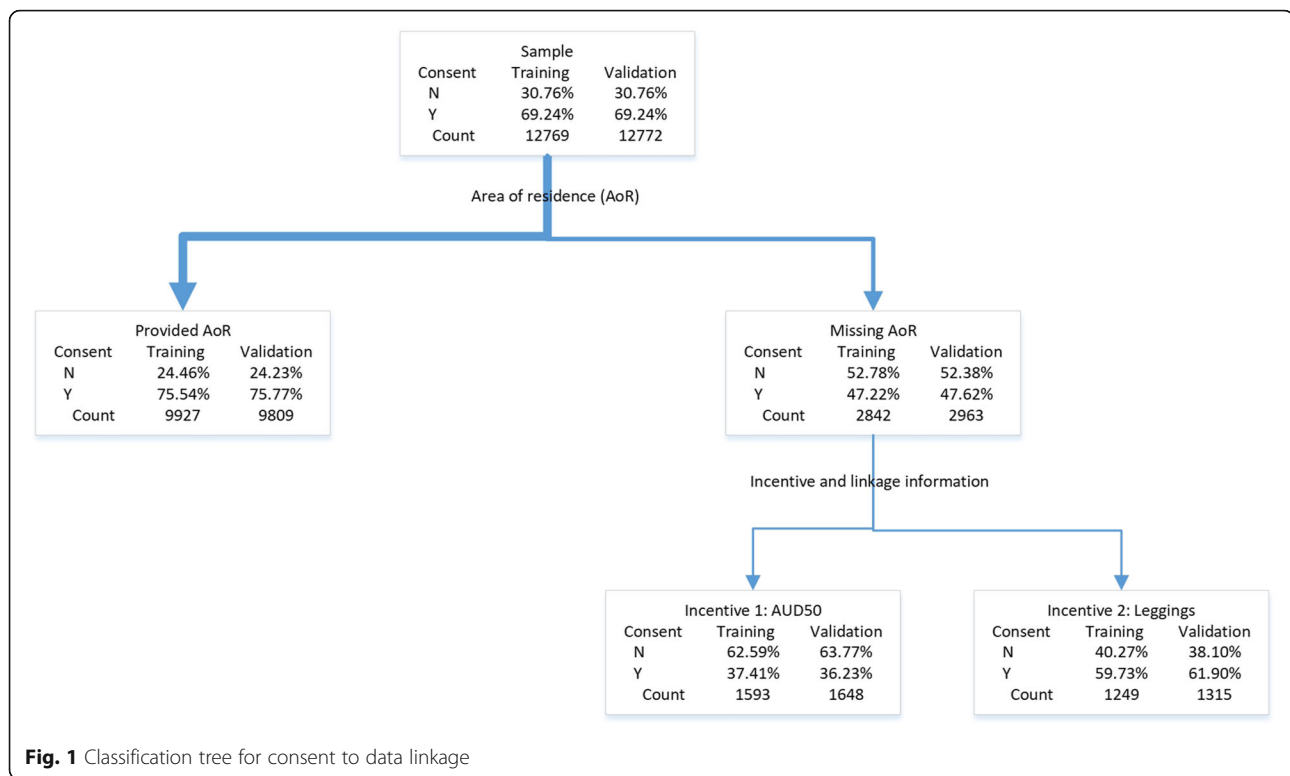 Sample
Consent Training Validation
N 30.76% 30.76%
Y 69.24% 69.24%
Count 12769 12772
Area of residence (AoR)
Provided AoR
Consent Training Validation
N 24.46% 24.23%
Y 75.54% 75.77%
Count 9927 9809
Missing AoR
Consent Training Validation
N 52.78% 52.38%
Y 47.22% 47.62%
Count 2842 2963
Incentive and linkage information
Incentive 1: AUD50
Consent Training Validation
N 62.59% 63.77%
Y 37.41% 36.23%
Count 1593 1648
Incentive 2: Leggings
Consent Training Validation
N 40.27% 38.10%
Y 59.73% 61.90%
Count 1249 1315
Fig. 1 Classification tree for consent to data linkage